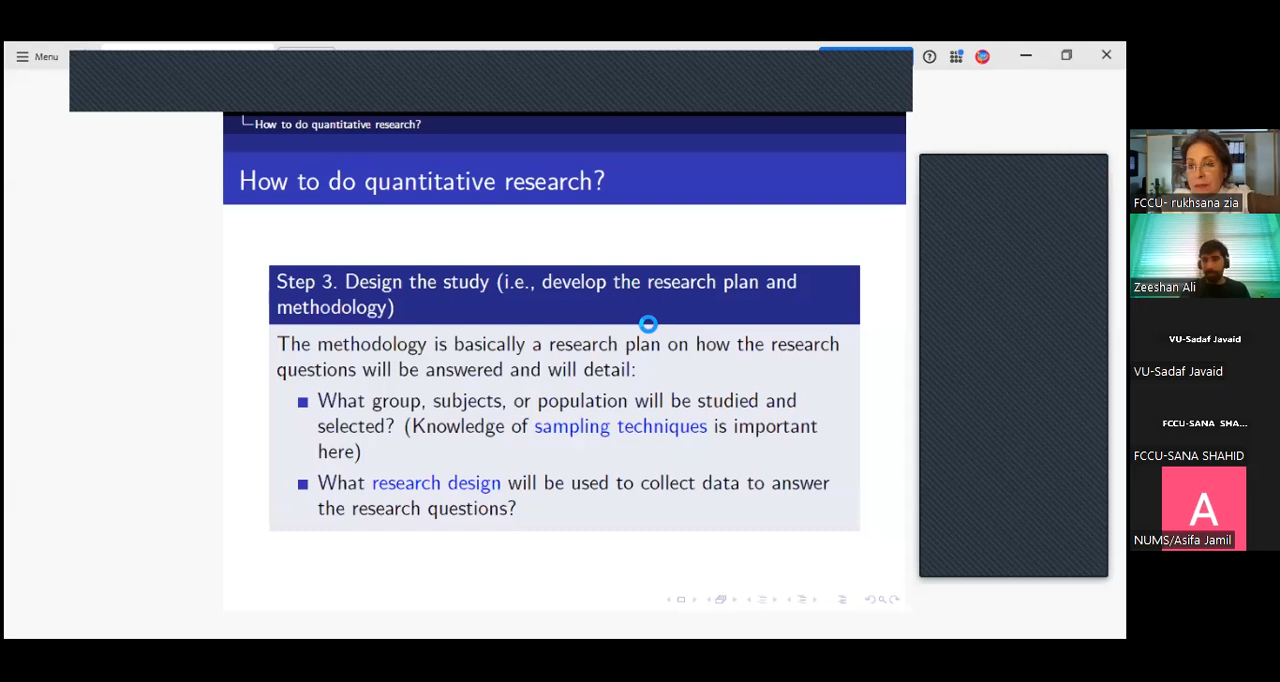 Menu
How to do quantitative research?
How to do quantitative research?
Step 3. Design the study (i.e., develop the research plan and
methodology)
The methodology is basically a research plan on how the research
questions will be answered and will detail:
What group, subjects, or population will be studied and
selected? (Knowledge of sampling techniques is important
here)
What research design will be used to collect data to answer
the research questions?
FCCU- rukhsana zia
Zeeshan Ali
VU-Sadaf Javaid
VU-Sadaf Javaid
FCCU-SANA SHA...
FCCU-SANA SHAHID
A
NUMS/Asifa Jamil